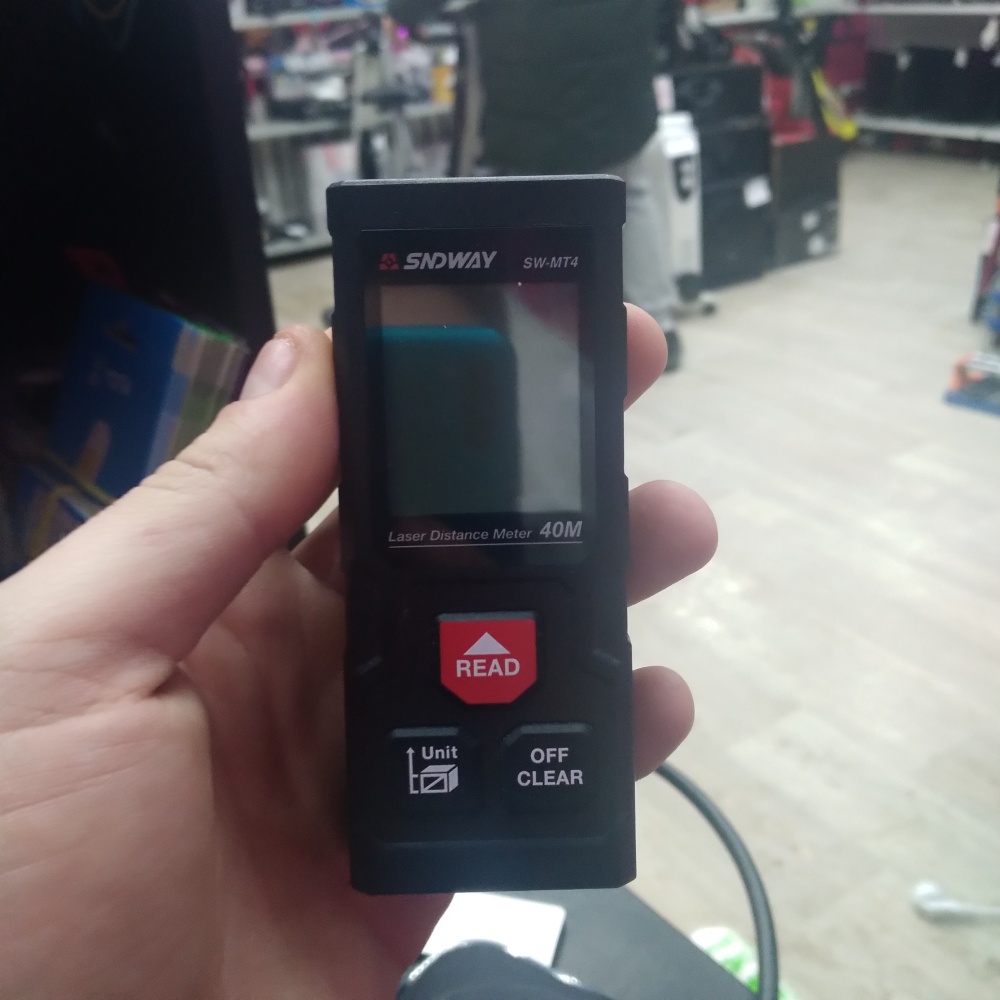 SNDWAY SW-MT4
Laser Distance Meter 40M
READ
Unit
OFF
CLEAR